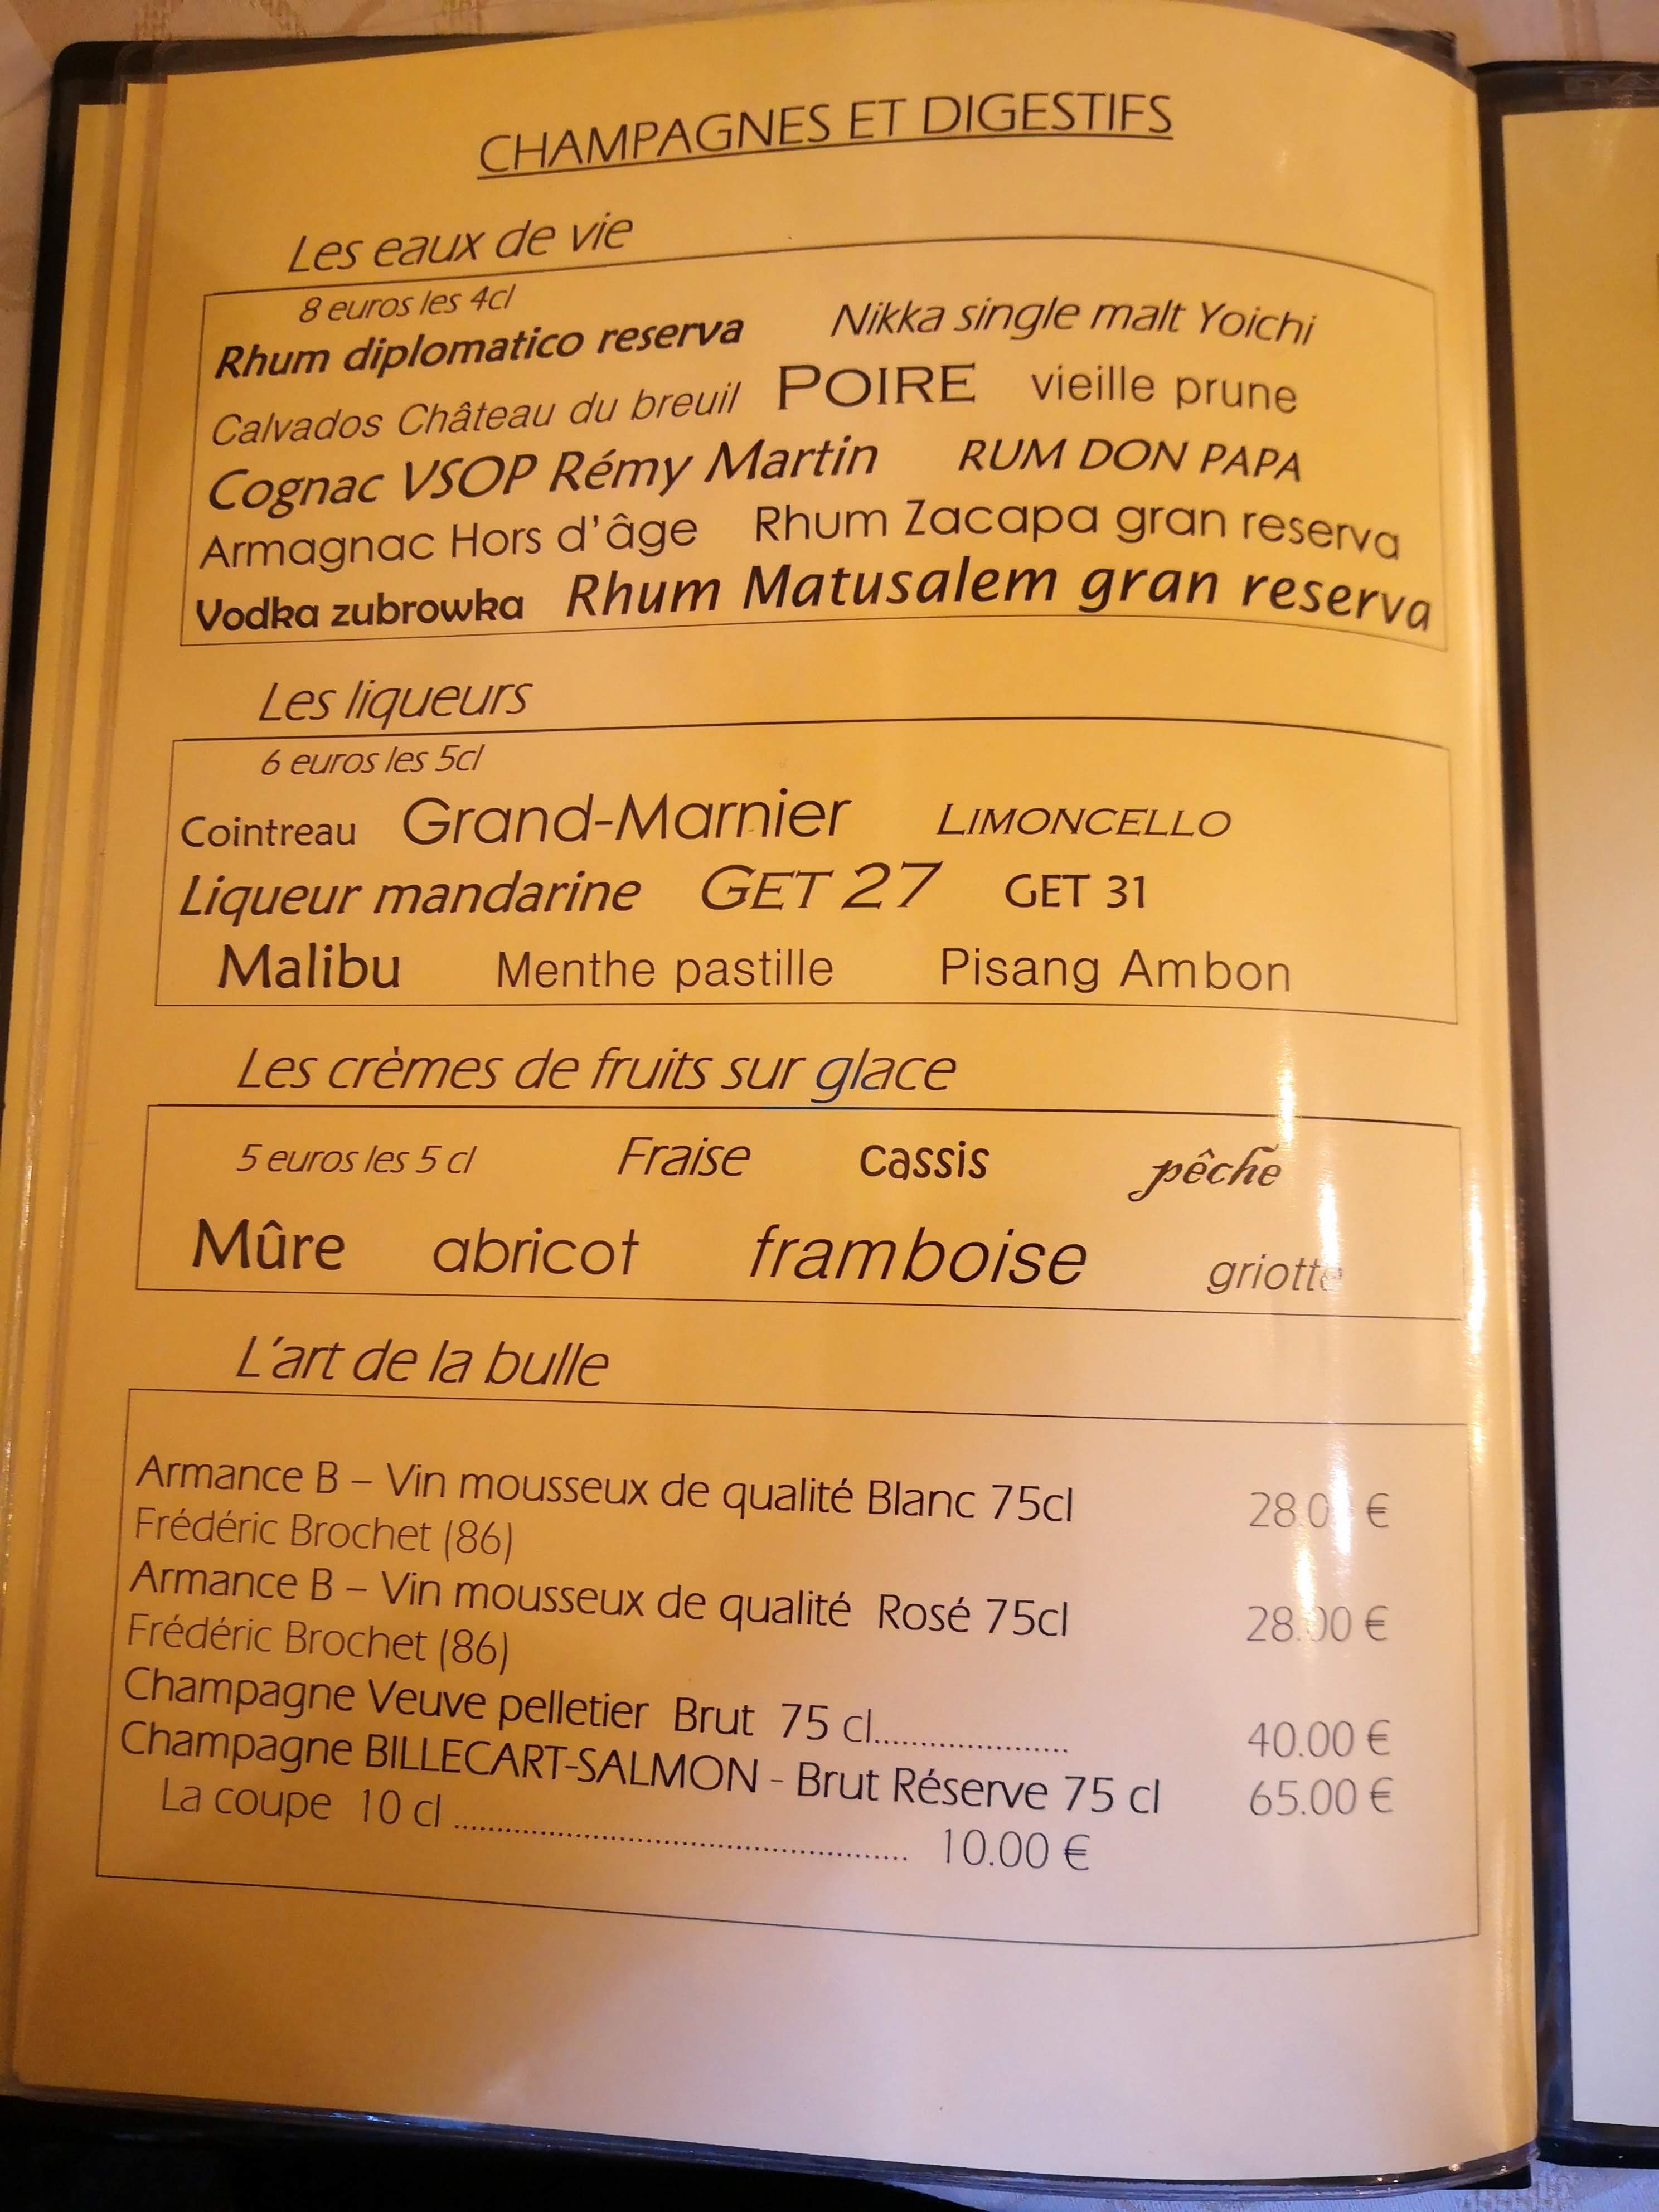 CHAMPAGNES ET DIGESTIFS
Les eaux de vie
8 euros les 4cl
Rhum diplomatico reserva Nikka single malt Yoichi
Calvados Château du breuil POIRE vieille prune
Cognac VSOP Rémy Martin RUM DON PAPA
Armagnac Hors d'âge Rhum Zacapa gran reserva
Vodka zubrowka Rhum Matusalem gran reserva
Les liqueurs
6 euros les 5cl
Cointreau Grand-Marnier LIMONCELLO
Liqueur mandarine GET 27 GET 31
Malibu Menthe pastille Pisang Ambon
Les crèmes de fruits sur glace
5 euros les 5 cl Fraise cassis pêche
Mûre abricot framboise griotte
L'art de la bulle
Armance B – Vin mousseux de qualité Blanc 75cl 28.00 €
Frédéric Brochet (86)
Armance B – Vin mousseux de qualité Rosé 75cl 28.00 €
Frédéric Brochet (86)
Champagne Veuve pelletier Brut 75 cl..................... 40.00 €
Champagne BILLECART-SALMON - Brut Réserve 75 cl 65.00 €
La coupe 10 cl .................................................. 10.00 €